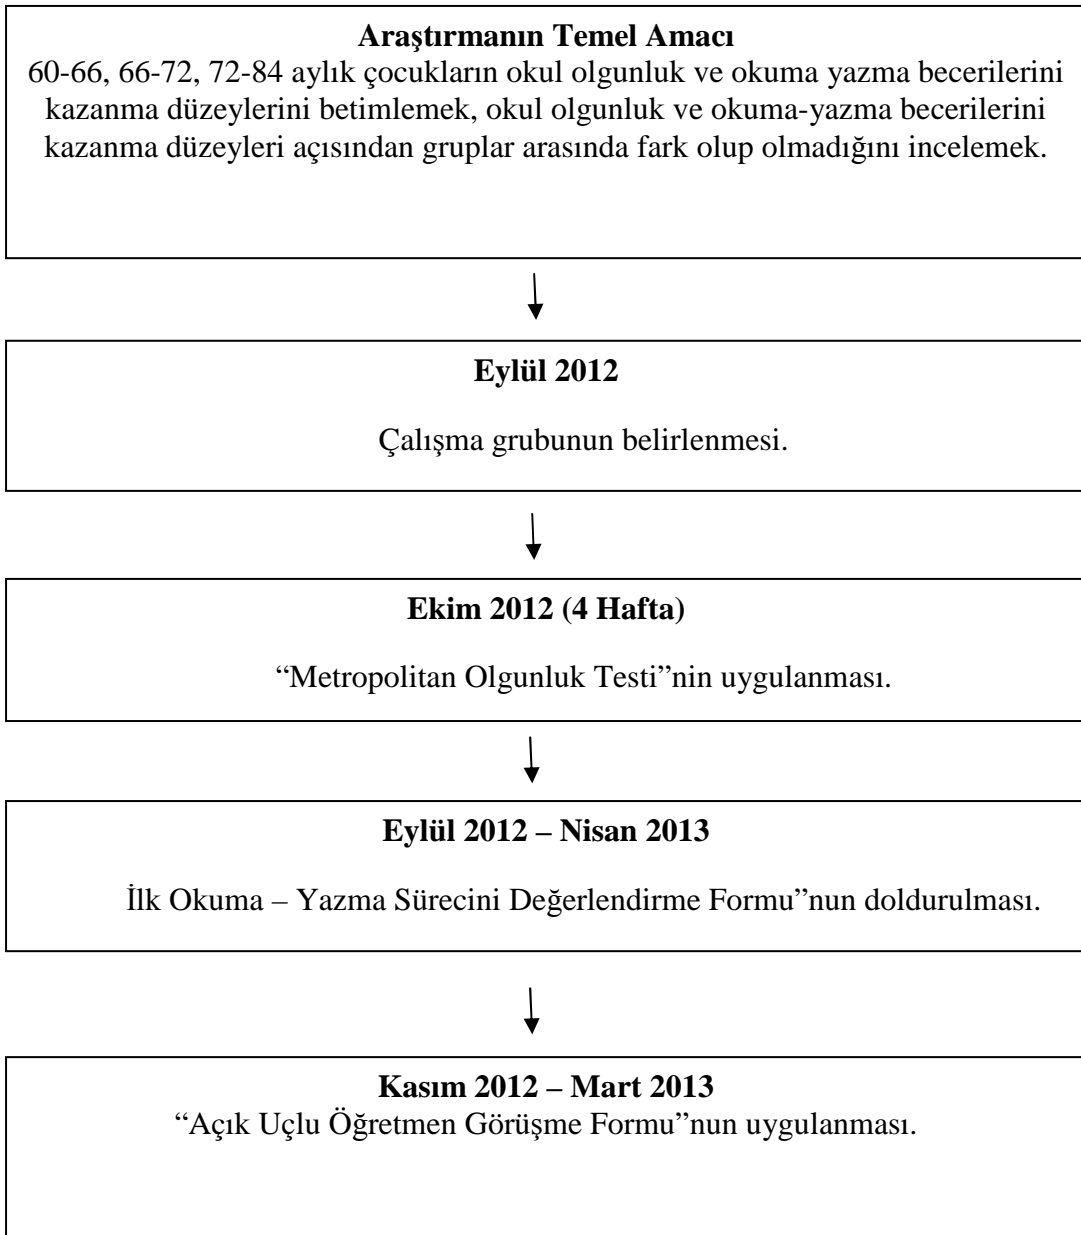 Araştırmanın Temel Amacı
60-66, 66-72, 72-84 aylık çocukların okul olgunluk ve okuma yazma becerilerini
kazanma düzeylerini betimlemek, okul olgunluk ve okuma-yazma becerilerini
kazanma düzeyleri açısından gruplar arasında fark olup olmadığını incelemek.
Eylül 2012
Çalışma grubunun belirlenmesi.
Ekim 2012 (4 Hafta)
“Metropolitan Olgunluk Testi”nin uygulanması.
Eylül 2012 – Nisan 2013
İlk Okuma – Yazma Sürecini Değerlendirme Formu”nun doldurulması.
Kasım 2012 – Mart 2013
“Açık Uçlu Öğretmen Görüşme Formu”nun uygulanması.